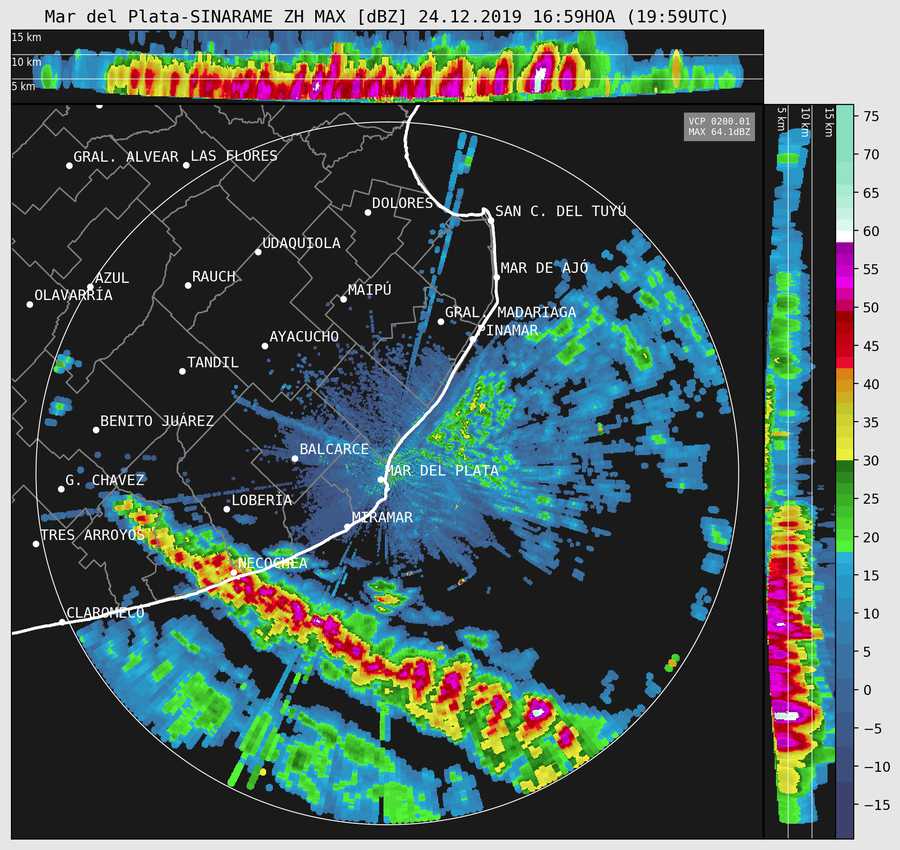 Mar del Plata-SINARAME ZH MAX [dBZ] 24.12.2019 16:59HOA (19:59UTC)
15 km
10 km
5 km
5 km
10 km
15 km
VCP 0200.01
MAX 64.1dBZ
GRAL. ALVEAR
LAS FLORES
DOLORES
SAN C. DEL TUYÚ
UDAQUIOLA
AZUL
RAUCH
MAR DE AJÓ
OLAVARRÍA
MAIPÚ
GRAL. MADARIAGA
PINAMAR
AYACUCHO
TANDIL
BENITO JUÁREZ
BALCARCE
MAR DEL PLATA
G. CHAVEZ
LOBERÍA
MIRAMAR
TRES ARROYOS
NECOCHEA
CLAROMECÓ
75
70
65
60
55
50
45
40
35
30
25
20
15
10
5
0
−5
−10
−15